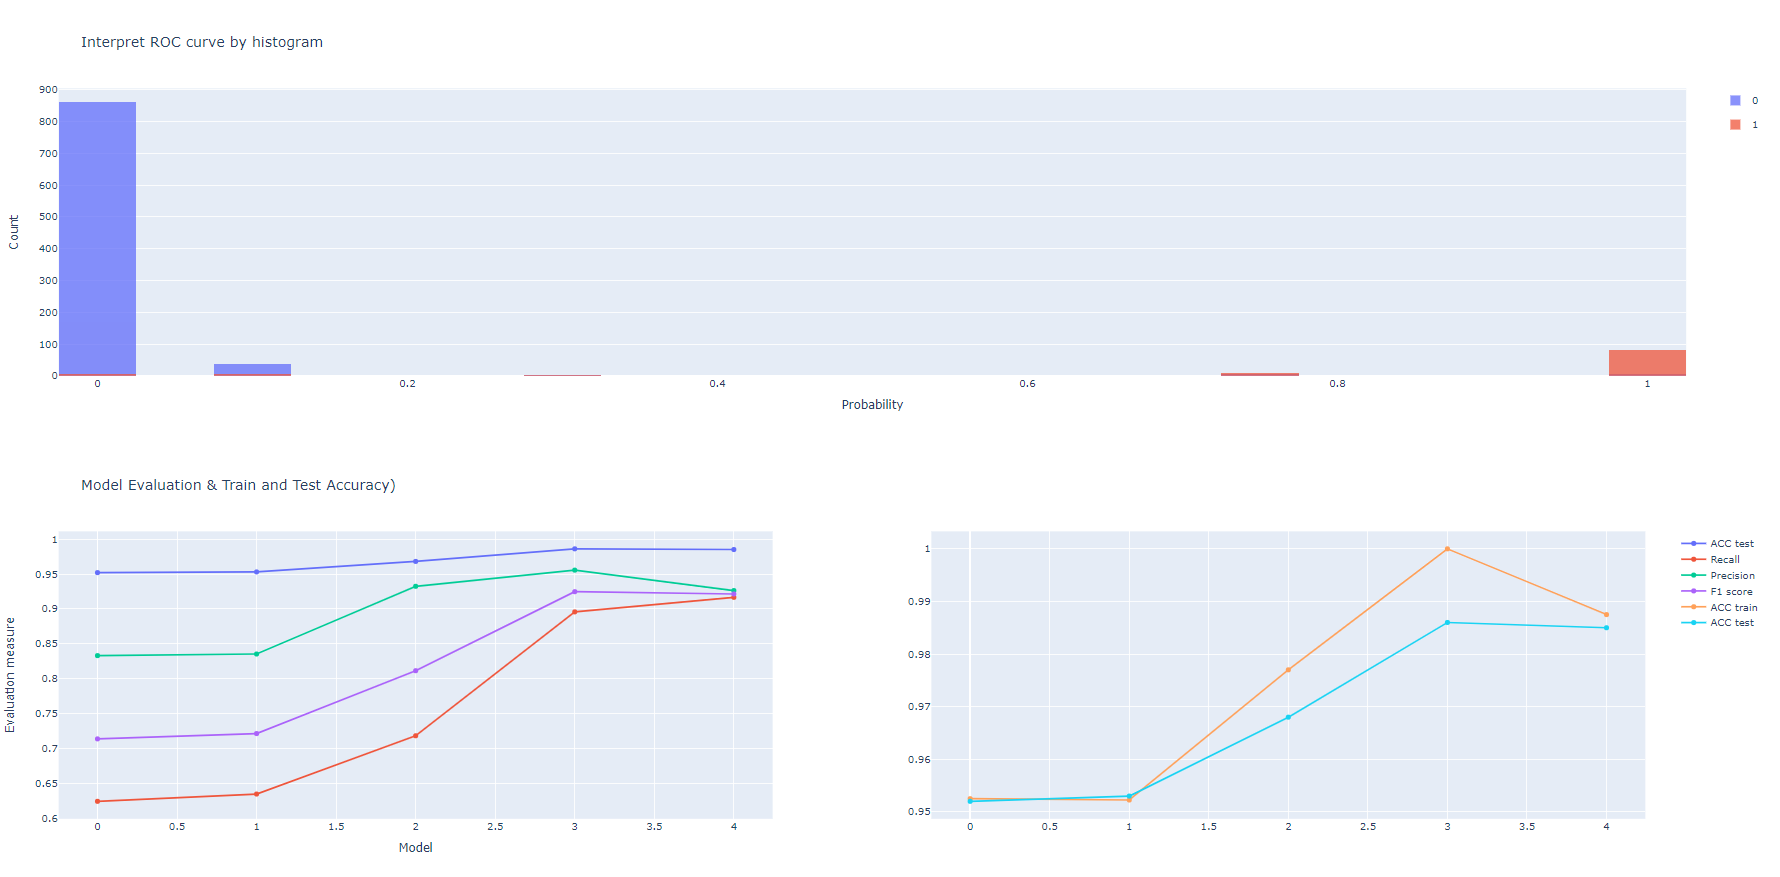 Interpret ROC curve by histogram
900
800
700
600
500
400
300
200
100
0
Count
0 0.2 0.4 0.6 0.8 1
Probability
0
1
Model Evaluation & Train and Test Accuracy)
1
0.95
0.9
0.85
0.8
0.75
0.7
0.65
0.6
Evaluation measure
0 0.5 1 1.5 2 2.5 3 3.5 4
Model
1
0.99
0.98
0.97
0.96
0.95
0 0.5 1 1.5 2 2.5 3 3.5 4
ACC test
Recall
Precision
F1 score
ACC train
ACC test